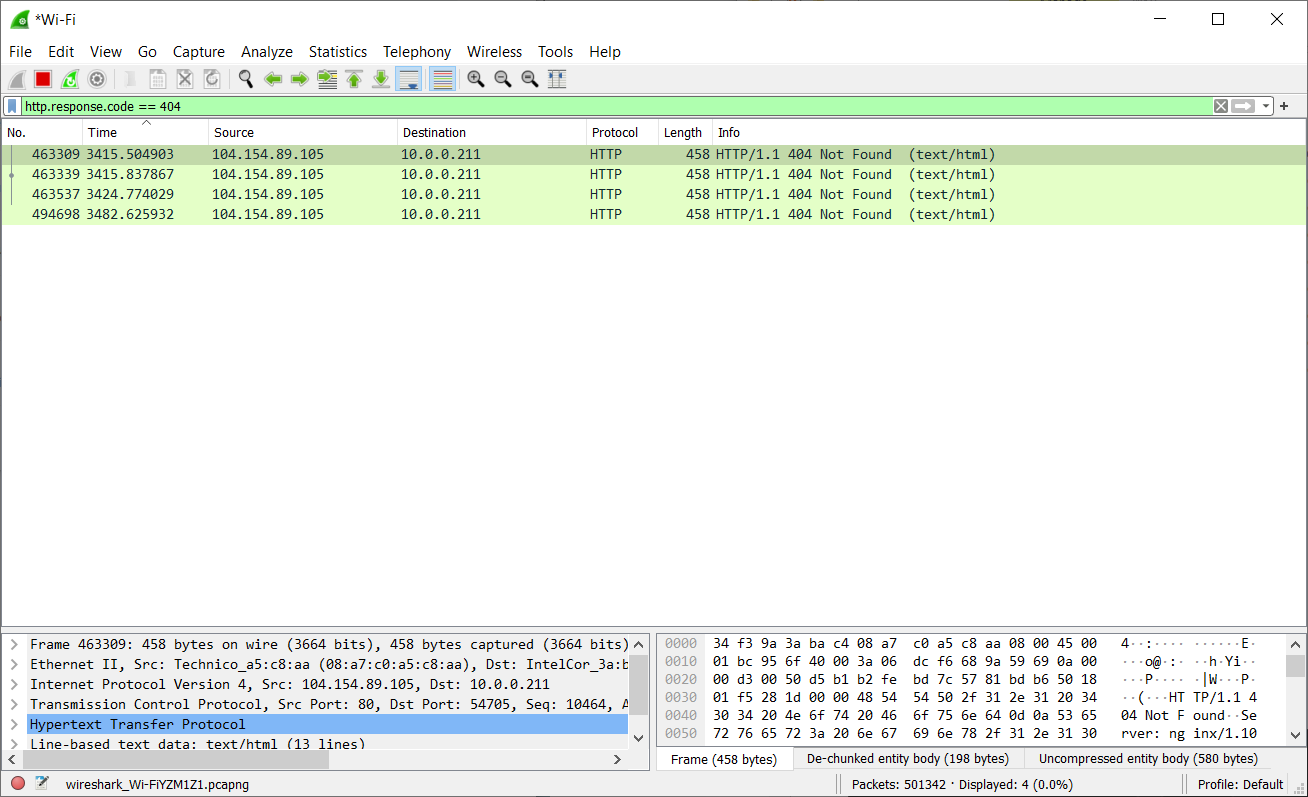 *Wi-Fi
File Edit View Go Capture Analyze Statistics Telephony Wireless Tools Help
http.response.code == 404
No. Time Source Destination Protocol Length Info
463309 3415.504903 104.154.89.105 10.0.0.211 HTTP 458 HTTP/1.1 404 Not Found (text/html)
463339 3415.837867 104.154.89.105 10.0.0.211 HTTP 458 HTTP/1.1 404 Not Found (text/html)
463537 3424.774029 104.154.89.105 10.0.0.211 HTTP 458 HTTP/1.1 404 Not Found (text/html)
494698 3482.625932 104.154.89.105 10.0.0.211 HTTP 458 HTTP/1.1 404 Not Found (text/html)
Frame 463309: 458 bytes on wire (3664 bits), 458 bytes captured (3664 bits)
Ethernet II, Src: Technico_a5:c8:aa (08:a7:c0:a5:c8:aa), Dst: IntelCor_3a:b
Internet Protocol Version 4, Src: 104.154.89.105, Dst: 10.0.0.211
Transmission Control Protocol, Src Port: 80, Dst Port: 54705, Seq: 10464, A
Hypertext Transfer Protocol
Line-based text data: text/html (13 lines)
0000 34 f3 9a 3a ba c4 08 a7 c0 a5 c8 aa 08 00 45 00 4··:···· ······E·
0010 01 bc 95 6f 40 00 3a 06 dc f6 68 9a 59 69 0a 00 ···o@·:· ··h·Yi··
0020 00 d3 00 50 d5 b1 b2 fe bd 7c 57 81 bd b6 50 18 ···P···· ·|W···P·
0030 01 f5 28 1d 00 00 48 54 54 50 2f 31 2e 31 20 34 ··(···HT TP/1.1 4
0040 30 34 20 4e 6f 74 20 46 6f 75 6e 64 0d 0a 53 65 04 Not F ound··Se
0050 72 76 65 72 3a 20 6e 67 69 6e 78 2f 31 2e 31 30 rver: ng inx/1.10
Frame (458 bytes) De-chunked entity body (198 bytes) Uncompressed entity body (580 bytes)
wireshark_Wi-FiYZM1Z1.pcapng Packets: 501342 · Displayed: 4 (0.0%) Profile: Default